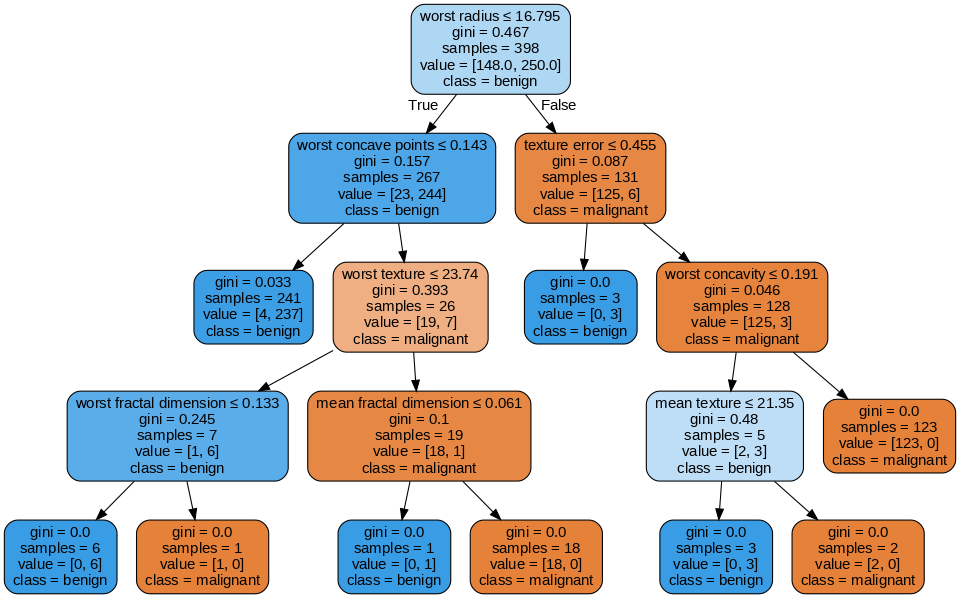 worst radius ≤ 16.795
gini = 0.467
samples = 398
value = [148.0, 250.0]
class = benign
True
False
worst concave points ≤ 0.143
gini = 0.157
samples = 267
value = [23, 244]
class = benign
texture error ≤ 0.455
gini = 0.087
samples = 131
value = [125, 6]
class = malignant
gini = 0.033
samples = 241
value = [4, 237]
class = benign
worst texture ≤ 23.74
gini = 0.393
samples = 26
value = [19, 7]
class = malignant
gini = 0.0
samples = 3
value = [0, 3]
class = benign
worst concavity ≤ 0.191
gini = 0.046
samples = 128
value = [125, 3]
class = malignant
worst fractal dimension ≤ 0.133
gini = 0.245
samples = 7
value = [1, 6]
class = benign
mean fractal dimension ≤ 0.061
gini = 0.1
samples = 19
value = [18, 1]
class = malignant
mean texture ≤ 21.35
gini = 0.48
samples = 5
value = [2, 3]
class = benign
gini = 0.0
samples = 123
value = [123, 0]
class = malignant
gini = 0.0
samples = 6
value = [0, 6]
class = benign
gini = 0.0
samples = 1
value = [1, 0]
class = malignant
gini = 0.0
samples = 1
value = [0, 1]
class = benign
gini = 0.0
samples = 18
value = [18, 0]
class = malignant
gini = 0.0
samples = 3
value = [0, 3]
class = benign
gini = 0.0
samples = 2
value = [2, 0]
class = malignant